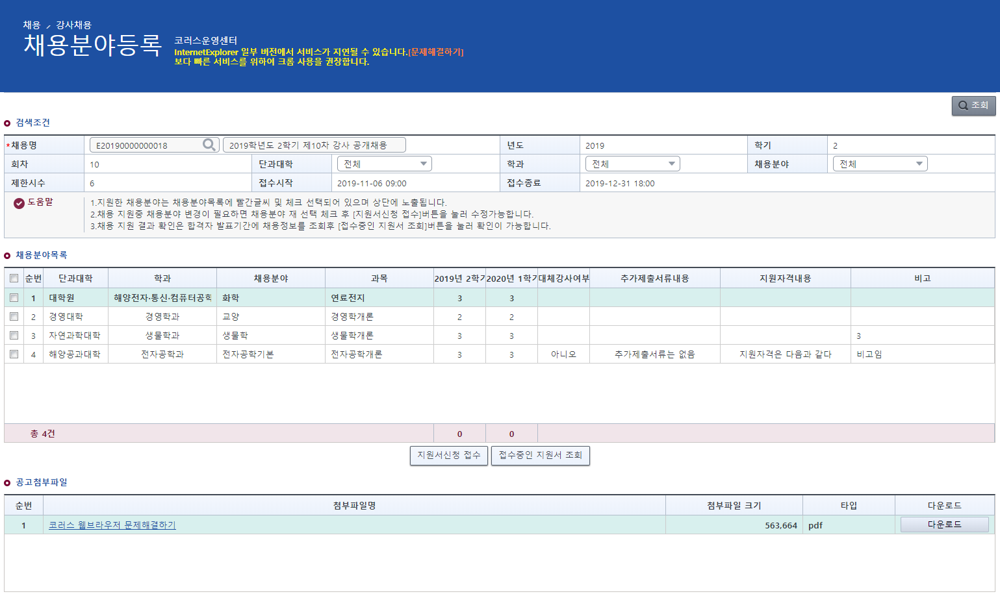 채용 / 강사채용
채용분야등록
코러스운영센터
InternetExplorer 일부 버전에서 서비스가 지연될 수 있습니다.[문제해결하기]
보다 빠른 서비스를 위하여 크롬 사용을 권장합니다.
조회
검색조건
*채용명 E20190000000018 2019학년도 2학기 제10차 강사 공개채용 년도 2019 학기 2
회차 10 단과대학 전체 학과 전체 채용분야 전체
제한시수 6 접수시작 2019-11-06 09:00 접수종료 2019-12-31 18:00
도움말
1.지원한 채용분야는 채용분야목록에 빨간글씨 및 체크 선택되어 있으며 상단에 노출됩니다.
2.채용 지원중 채용분야 변경이 필요하면 채용분야 재 선택 체크 후 [지원서신청 접수]버튼을 눌러 수정가능합니다.
3.채용 지원 결과 확인은 합격자 발표기간에 채용정보를 조회후 [접수중인 지원서 조회]버튼을 눌러 확인이 가능합니다.
채용분야목록
순번 단과대학 학과 채용분야 과목 2019년 2학기 2020년 1학기 대체강사여부 추가제출서류내용 지원자격내용 비고
1 대학원 해양전자·통신·컴퓨터공학 화학 연료전지 3 3
2 경영대학 경영학과 교양 경영학개론 2 2
3 자연과학대학 생물학과 생물학 생물학개론 3 3 3
4 해양공과대학 전자공학과 전자공학기본 전자공학개론 3 3 아니오 추가제출서류는 없음 지원자격은 다음과 같다 비고임
총 4건 0 0
지원서신청 접수 접수중인 지원서 조회
공고첨부파일
순번 첨부파일명 첨부파일 크기 타입 다운로드
1 코러스 웹브라우저 문제해결하기 563,664 pdf 다운로드